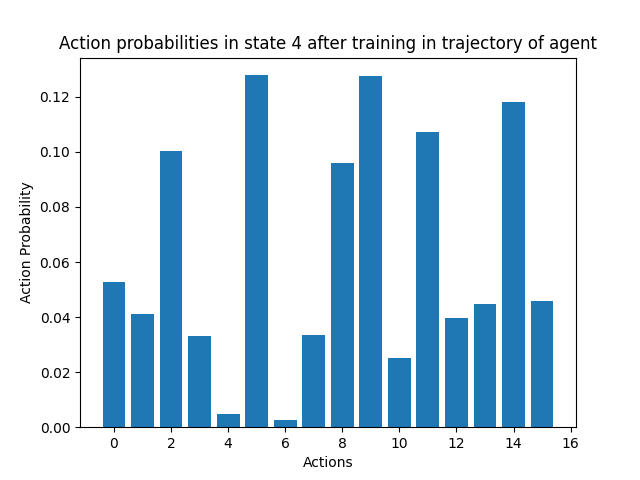 Action probabilities in state 4 after training in trajectory of agent
Action Probability
0.12
0.10
0.08
0.06
0.04
0.02
0.00
0 2 4 6 8 10 12 14 16
Actions